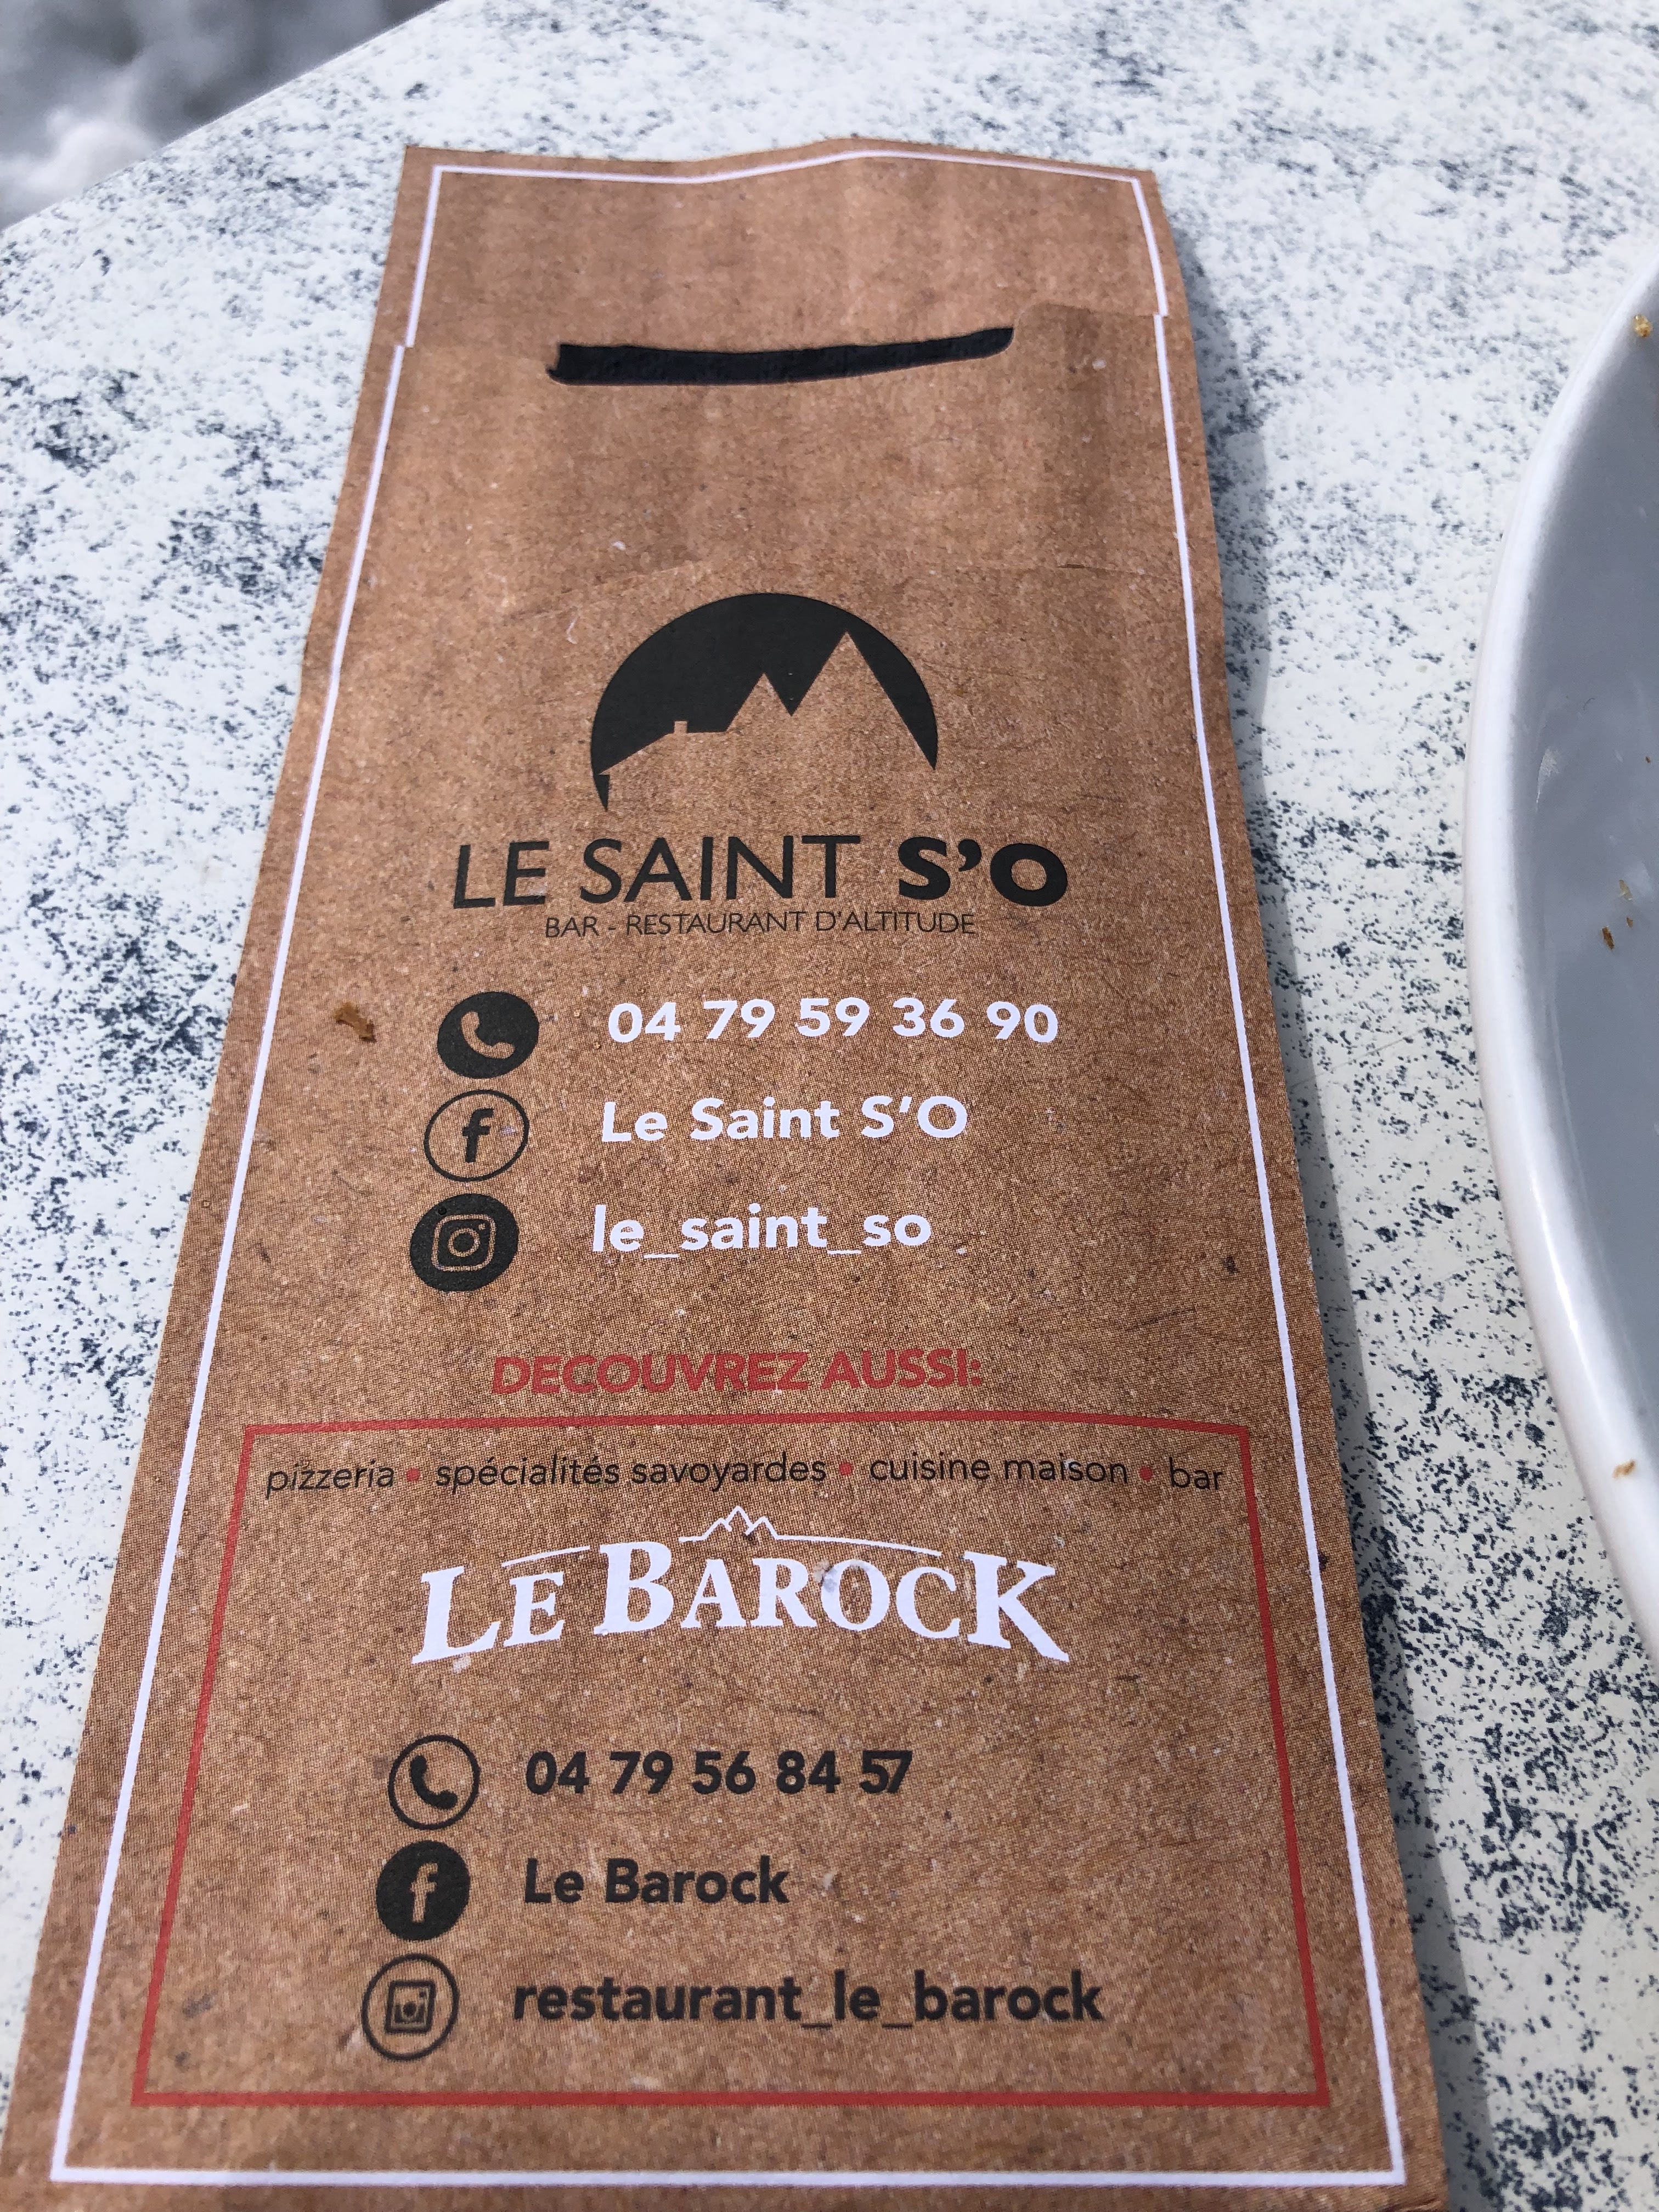 LE SAINT S'O
BAR - RESTAURANT D'ALTITUDE
04 79 59 36 90
Le Saint S'O
le_saint_so
DECOUVREZ AUSSI:
pizzeria • spécialités savoyardes • cuisine maison • bar
LE BAROCK
04 79 56 84 57
Le Barock
restaurant_le_barock